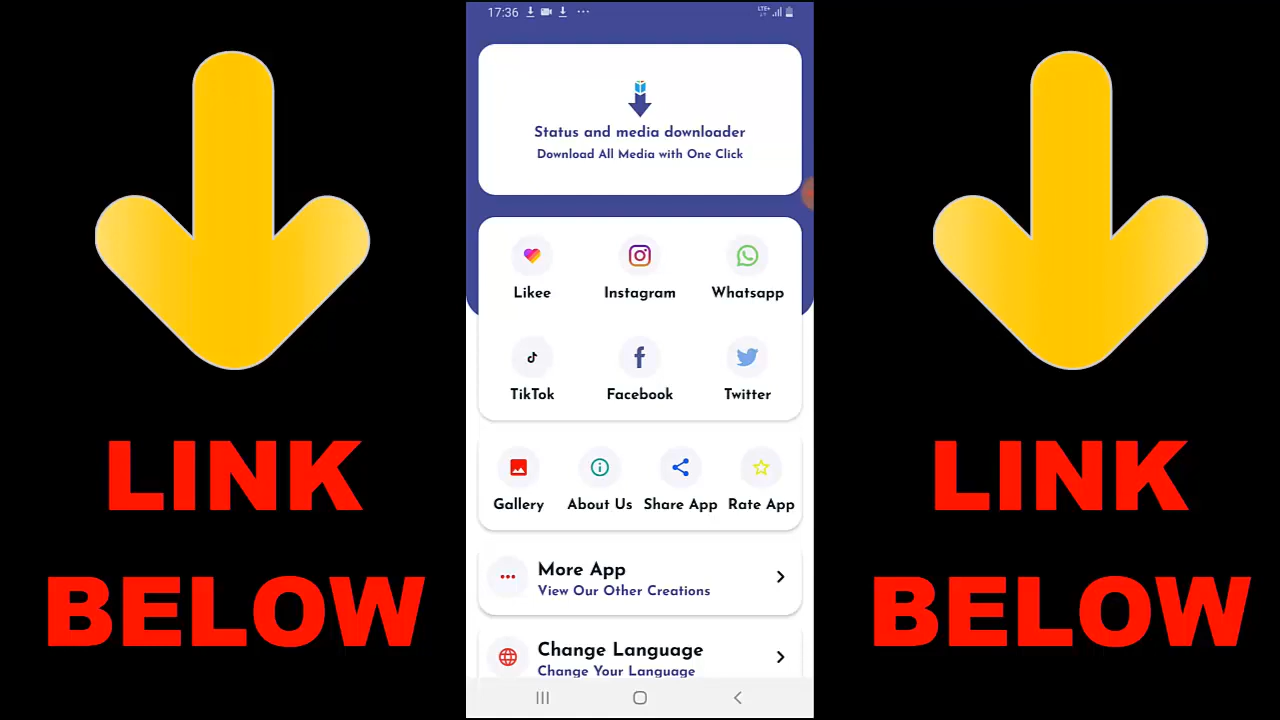 17:36
LTE+
Status and media downloader
Download All Media with One Click
Likee Instagram Whatsapp
TikTok Facebook Twitter
Gallery About Us Share App Rate App
More App
View Our Other Creations
Change Language
Change Your Language
LINK
BELOW
LINK
BELOW